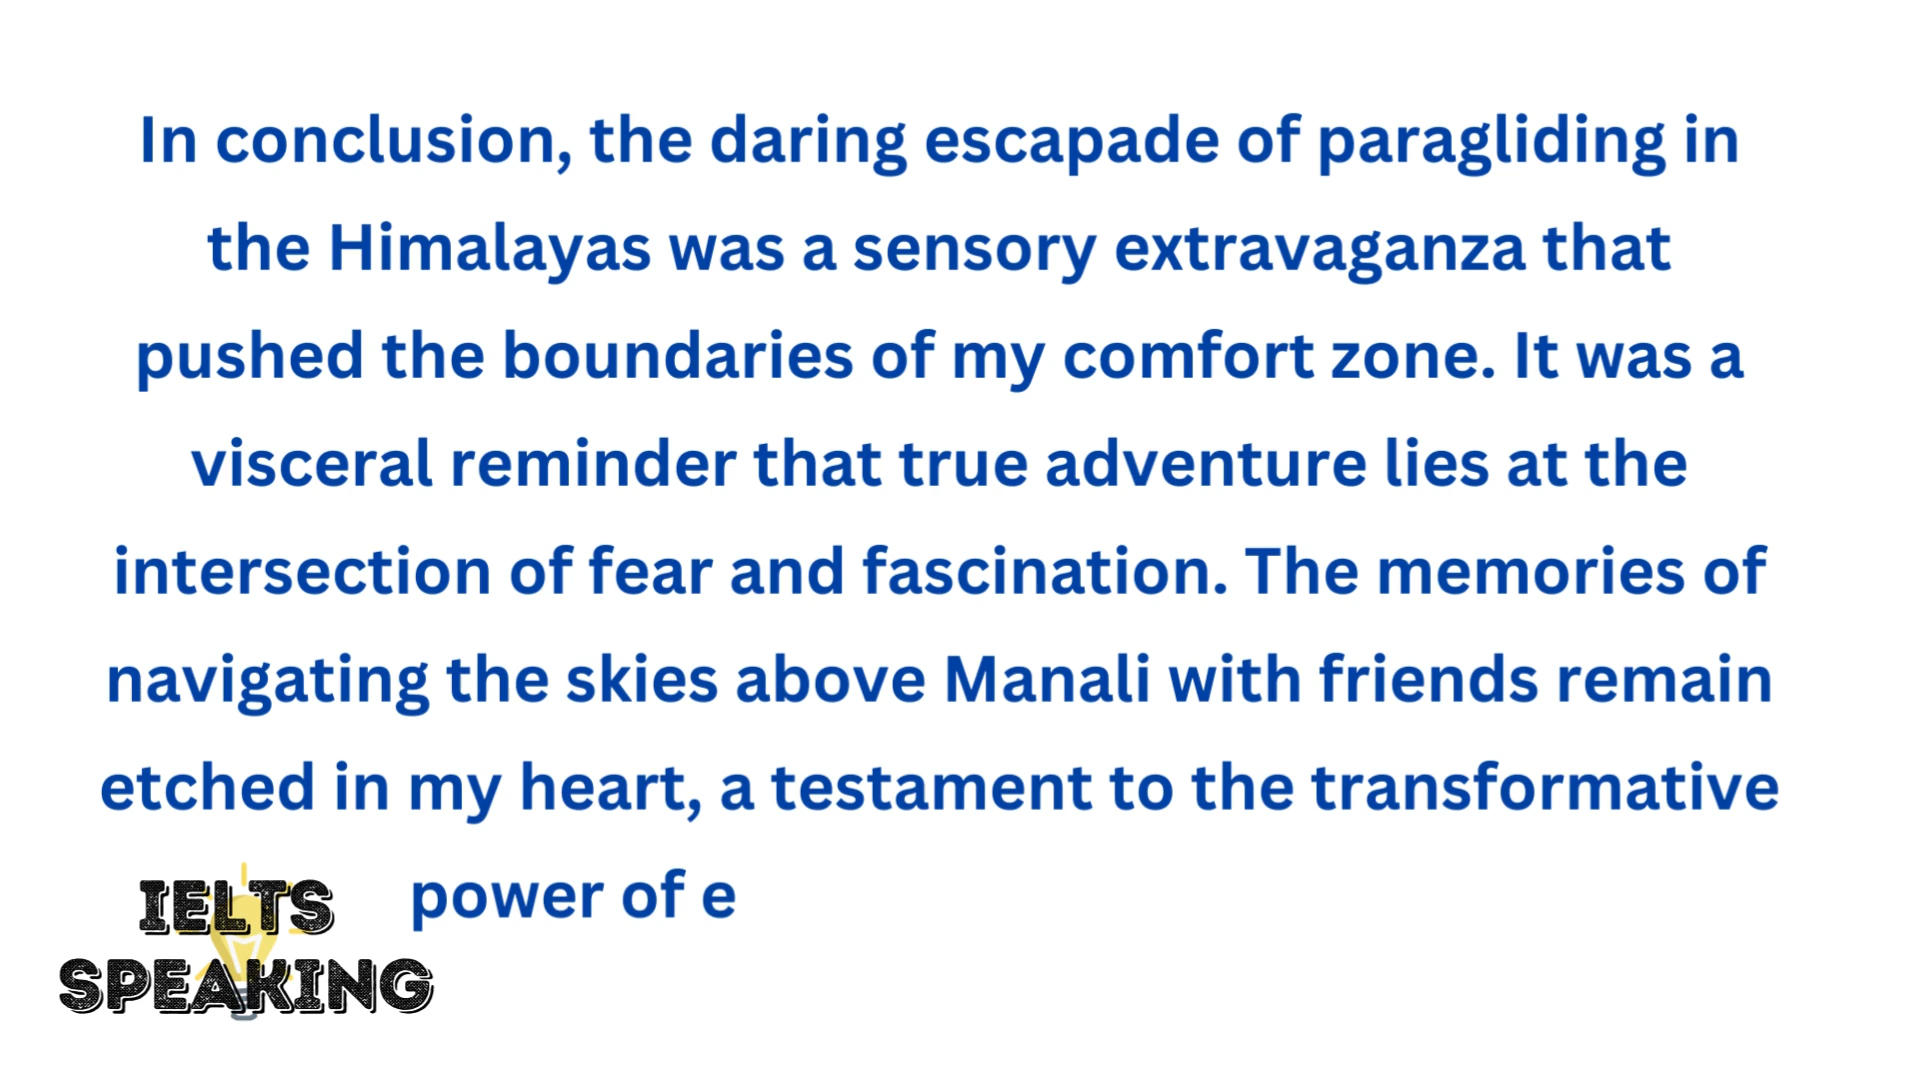 In conclusion, the daring escapade of paragliding in
the Himalayas was a sensory extravaganza that
pushed the boundaries of my comfort zone. It was a
visceral reminder that true adventure lies at the
intersection of fear and fascination. The memories of
navigating the skies above Manali with friends remain
etched in my heart, a testament to the transformative
power of e
IELTS
SPEAKING